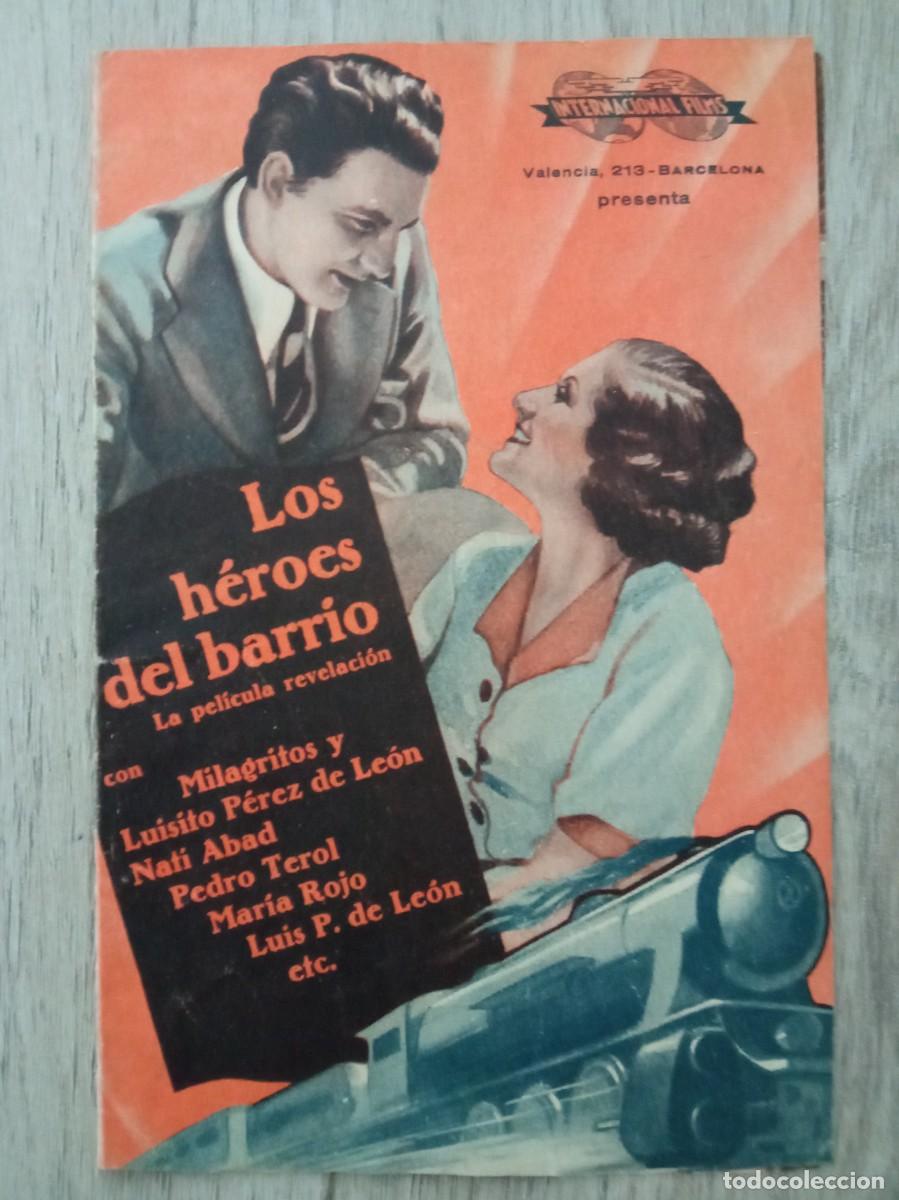 INTERNACIONAL FILMS
Valencia, 213-BARCELONA
presenta
Los
héroes
del barrio
La película revelación
con Milagritos y
Luisito Pérez de León
Nati Abad
Pedro Terol
María Rojo
Luis P. de León
etc.
todocoleccion